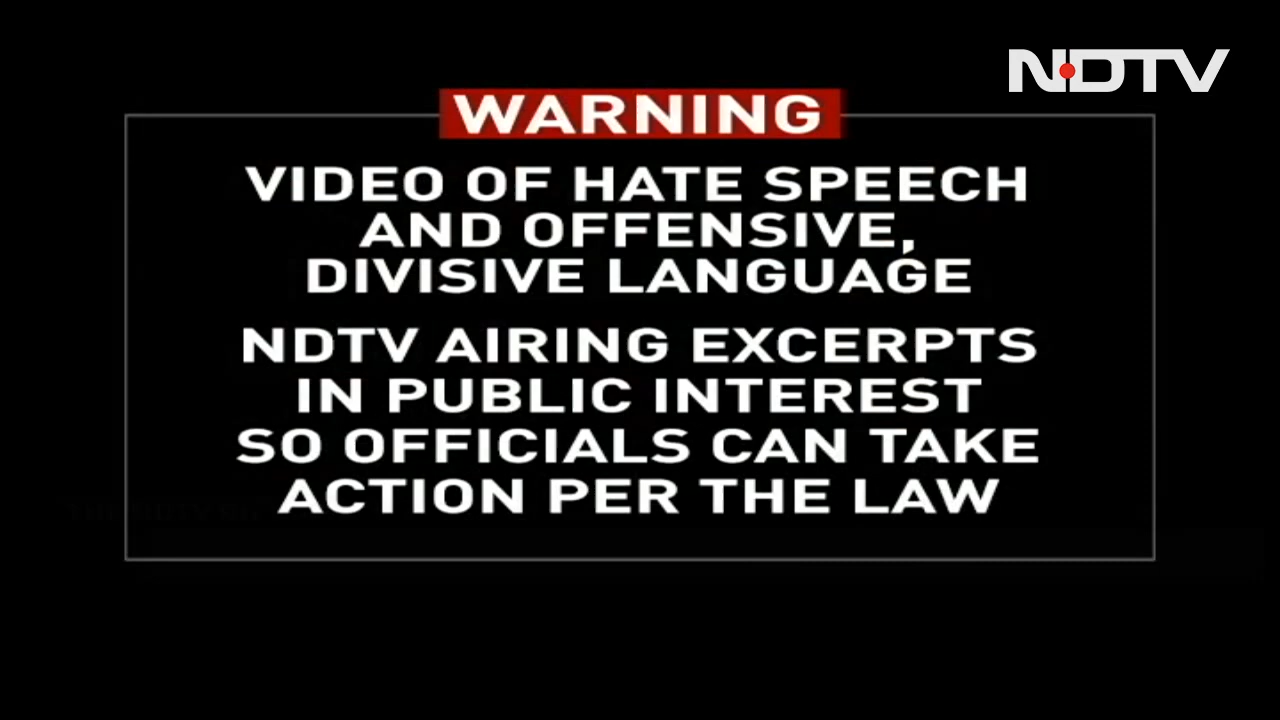 NDTV
WARNING
VIDEO OF HATE SPEECH
AND OFFENSIVE,
DIVISIVE LANGUAGE
NDTV AIRING EXCERPTS
IN PUBLIC INTEREST
SO OFFICIALS CAN TAKE
ACTION PER THE LAW